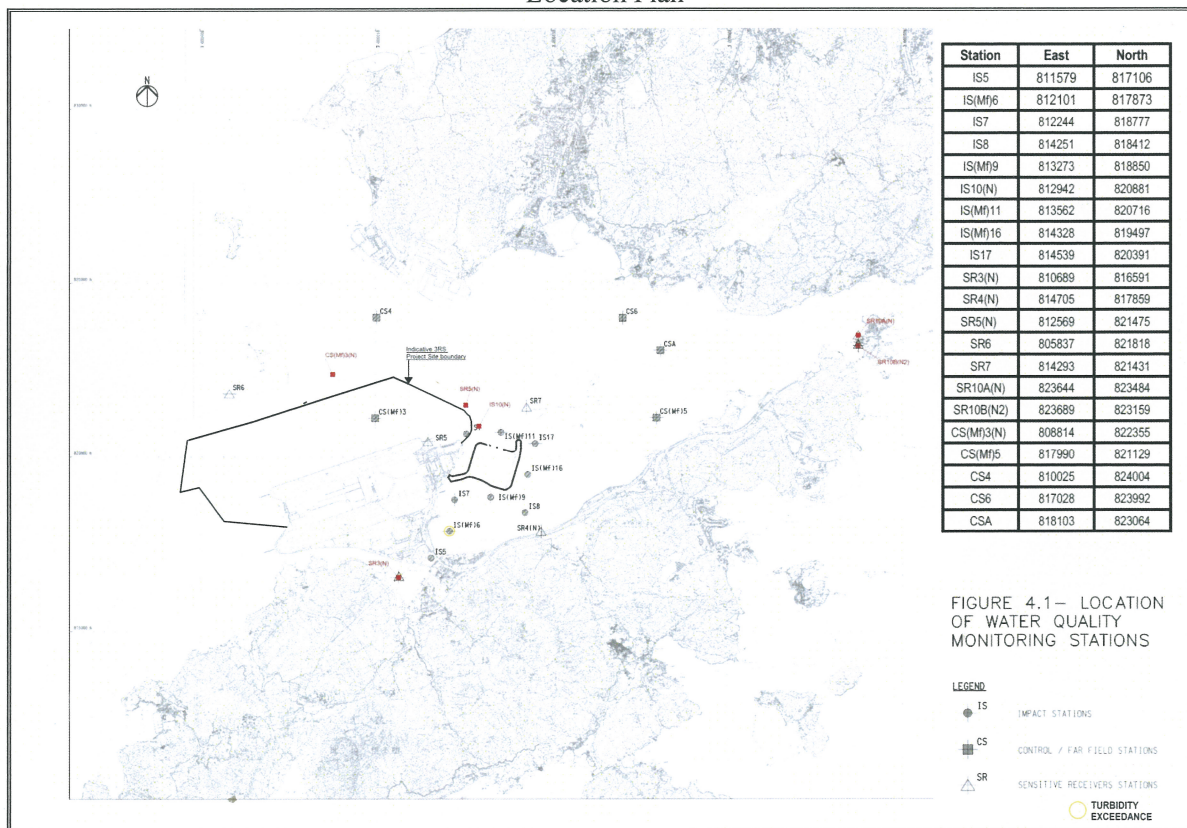 Location Plan
N
CS4
CS6
CSA
Indicative 3RS
Project Site boundary
CS(Mf)3(N)
SR6
SR5(N)
IS10(N)
SR7
CS(Mf)3
CS(Mf)5
SR10A(N)
SR10B(N2)
SR5
IS(Mf)11
IS17
IS(Mf)16
IS7
IS(Mf)9
IS8
IS(Mf)6
SR4(N)
IS5
SR3(N)
Station East North
IS5 811579 817106
IS(Mf)6 812101 817873
IS7 812244 818777
IS8 814251 818412
IS(Mf)9 813273 818850
IS10(N) 812942 820881
IS(Mf)11 813562 820716
IS(Mf)16 814328 819497
IS17 814539 820391
SR3(N) 810689 816591
SR4(N) 814705 817859
SR5(N) 812569 821475
SR6 805837 821818
SR7 814293 821431
SR10A(N) 823644 823484
SR10B(N2) 823689 823159
CS(Mf)3(N) 808814 822355
CS(Mf)5 817990 821129
CS4 810025 824004
CS6 817028 823992
CSA 818103 823064
FIGURE 4.1– LOCATION
OF WATER QUALITY
MONITORING STATIONS
LEGEND
IS IMPACT STATIONS
CS CONTROL / FAR FIELD STATIONS
SR SENSITIVE RECEIVERS STATIONS
TURBIDITY
EXCEEDANCE